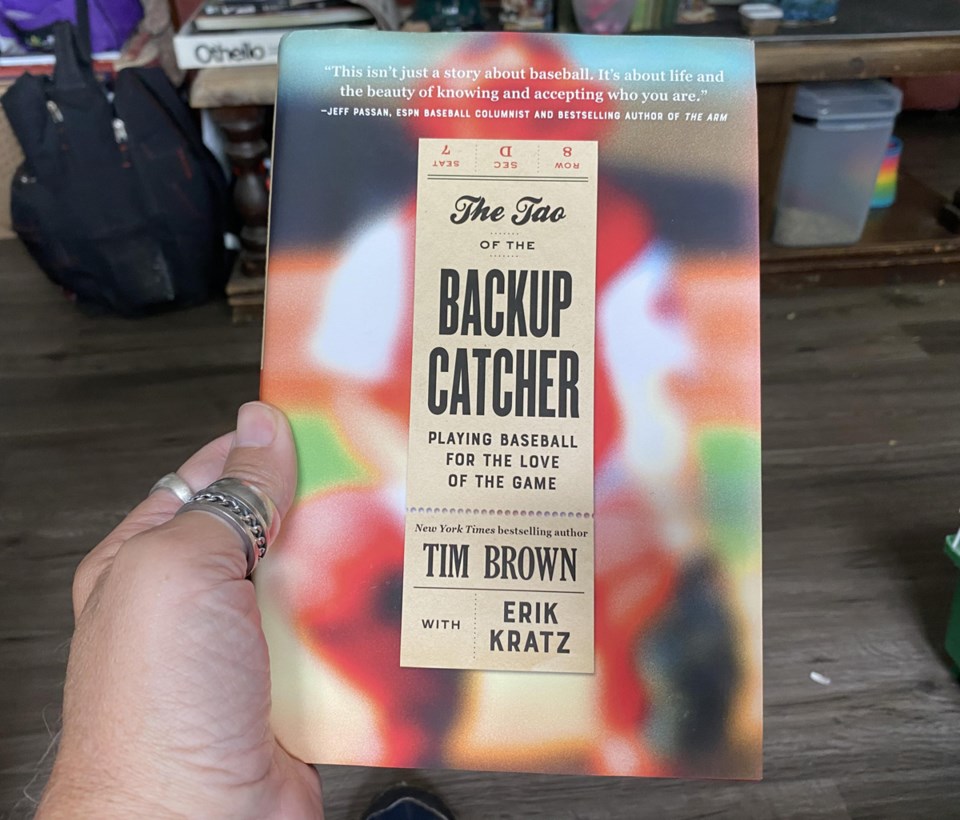 Othello
“This isn’t just a story about baseball. It’s about life and
the beauty of knowing and accepting who you are.”
—JEFF PASSAN, ESPN BASEBALL COLUMNIST AND BESTSELLING AUTHOR OF THE ARM
7 D 8
SEAT SEC ROW
The Tao
OF THE
BACKUP
CATCHER
PLAYING BASEBALL
FOR THE LOVE
OF THE GAME
New York Times bestselling author
TIM BROWN
WITH
ERIK
KRATZ